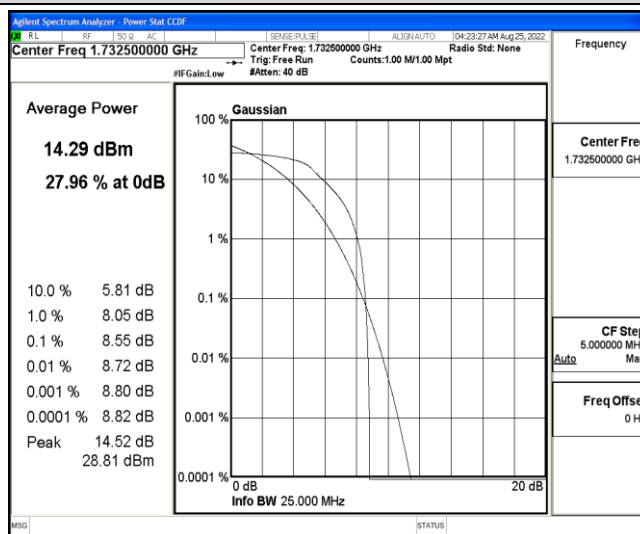 Agilent Spectrum Analyzer - Power Stat CCDF
RL RF 50 Ω AC SENSE:PULSE ALIGN AUTO 04:23:27 AM Aug 25, 2022
Center Freq 1.732500000 GHz
Center Freq: 1.732500000 GHz Radio Std: None
Trig: Free Run Counts:1.00 M/1.00 Mpt
#IFGain:Low #Atten: 40 dB
Frequency
Average Power
14.29 dBm
27.96 % at 0dB
10.0 % 5.81 dB
1.0 % 8.05 dB
0.1 % 8.55 dB
0.01 % 8.72 dB
0.001 % 8.80 dB
0.0001 % 8.82 dB
Peak 14.52 dB
28.81 dBm
Gaussian
100 %
10 %
1 %
0.1 %
0.01 %
0.001 %
0.0001 %
0 dB 20 dB
Info BW 25.000 MHz
Center Fre
1.732500000 GH
CF Step
5.000000 MH
Auto Ma
Freq Offse
0 H
MSG STATUS